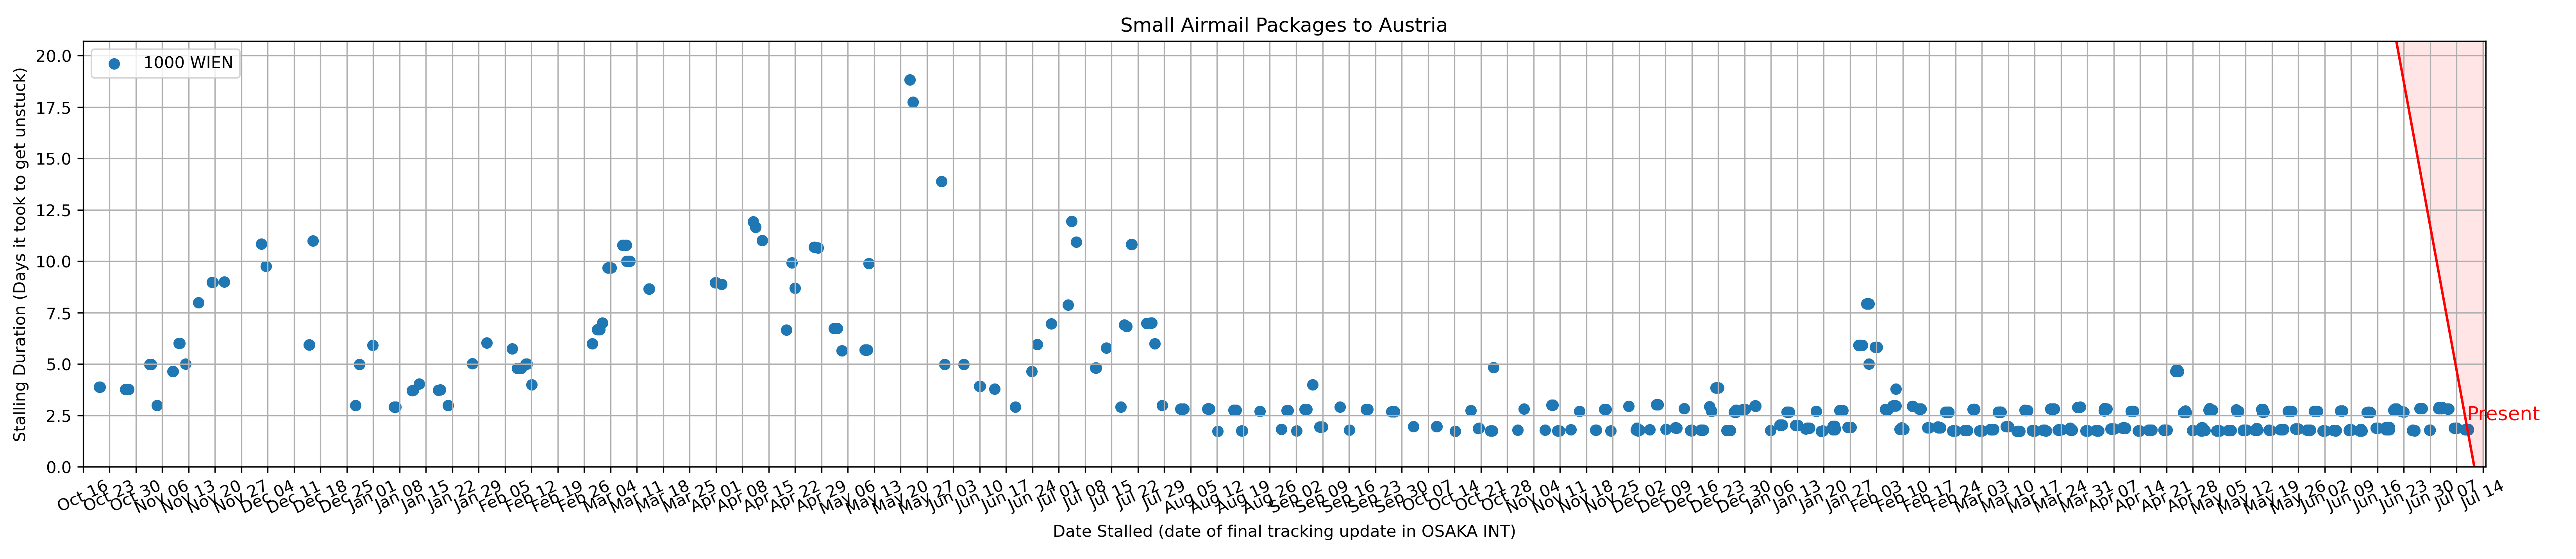 Small Airmail Packages to Austria
1000 WIEN
Stalling Duration (Days it took to get unstuck)
20.0
17.5
15.0
12.5
10.0
7.5
5.0
2.5
0.0
Present
Oct 16 Oct 23 Oct 30 Nov 06 Nov 13 Nov 20 Nov 27 Dec 04 Dec 11 Dec 18 Dec 25 Jan 01 Jan 08 Jan 15 Jan 22 Jan 29 Feb 05 Feb 12 Feb 19 Feb 26 Mar 04 Mar 11 Mar 18 Mar 25 Apr 01 Apr 08 Apr 15 Apr 22 Apr 29 May 06 May 13 May 20 May 27 Jun 03 Jun 10 Jun 17 Jun 24 Jul 01 Jul 08 Jul 15 Jul 22 Jul 29 Aug 05 Aug 12 Aug 19 Aug 26 Sep 02 Sep 09 Sep 16 Sep 23 Sep 30 Oct 07 Oct 14 Oct 21 Oct 28 Nov 04 Nov 11 Nov 18 Nov 25 Dec 02 Dec 09 Dec 16 Dec 23 Dec 30 Jan 06 Jan 13 Jan 20 Jan 27 Feb 03 Feb 10 Feb 17 Feb 24 Mar 03 Mar 10 Mar 17 Mar 24 Mar 31 Apr 07 Apr 14 Apr 21 Apr 28 May 05 May 12 May 19 May 26 Jun 02 Jun 09 Jun 16 Jun 23 Jun 30 Jul 07 Jul 14
Date Stalled (date of final tracking update in OSAKA INT)